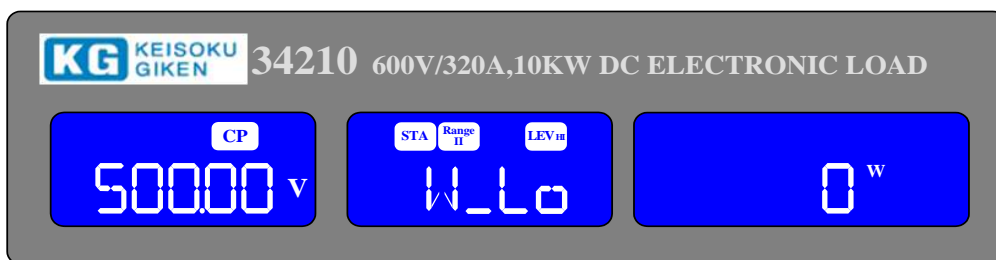 KG KEISOKU GIKEN 34210 600V/320A,10KW DC ELECTRONIC LOAD
CP
500.00 V
STA Range II LEV HI
W_Lo
0 W